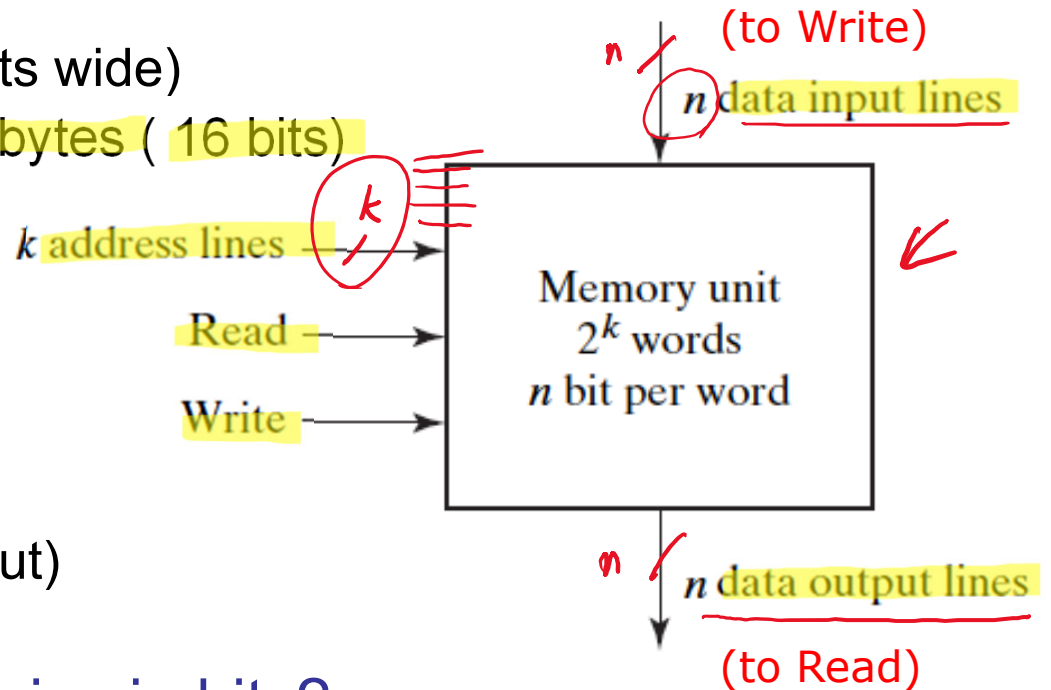 (to Write)
n
ts wide)
n data input lines
bytes ( 16 bits)
k
k address lines
Memory unit
Read
2^k words
n bit per word
Write
ut)
n
n data output lines
(to Read)